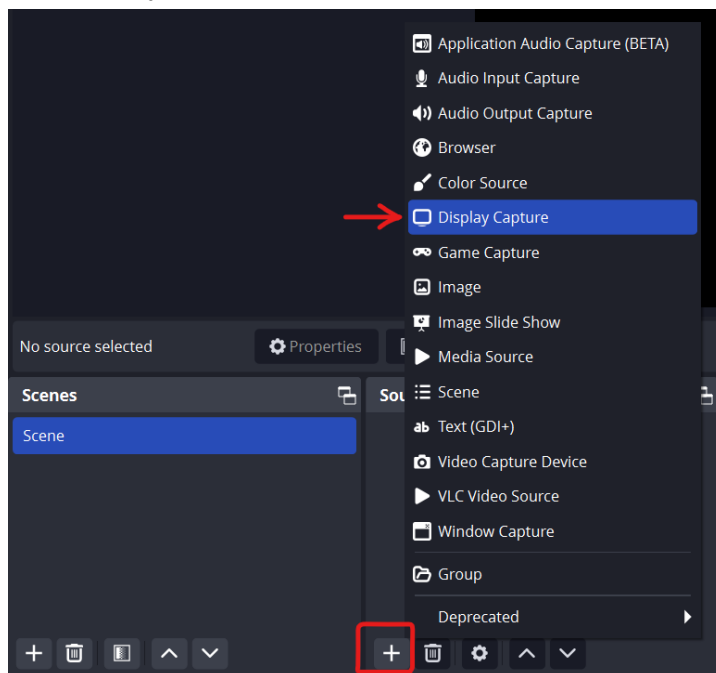 Application Audio Capture (BETA)
Audio Input Capture
Audio Output Capture
Browser
Color Source
Display Capture
Game Capture
Image
Image Slide Show
Media Source
Scene
ab Text (GDI+)
Video Capture Device
VLC Video Source
Window Capture
Group
Deprecated
No source selected
Properties
Scenes
Scene
Sou